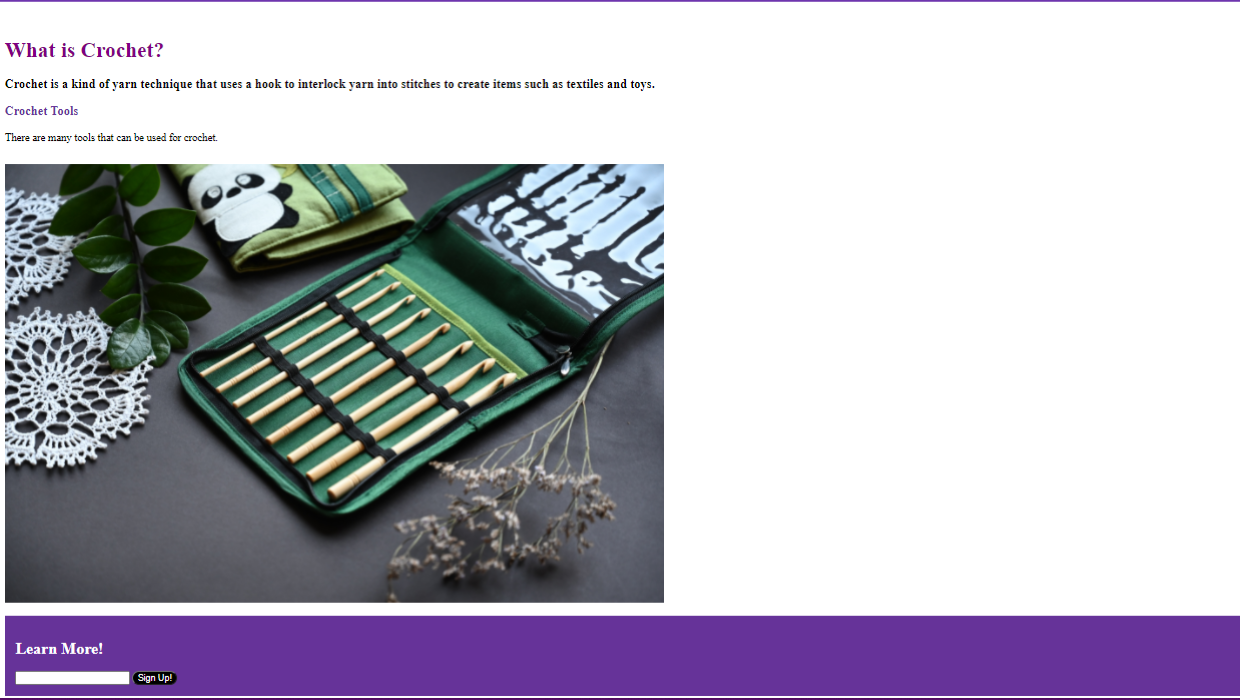 What is Crochet?
Crochet is a kind of yarn technique that uses a hook to interlock yarn into stitches to create items such as textiles and toys.
Crochet Tools
There are many tools that can be used for crochet.
Learn More!
Sign Up!